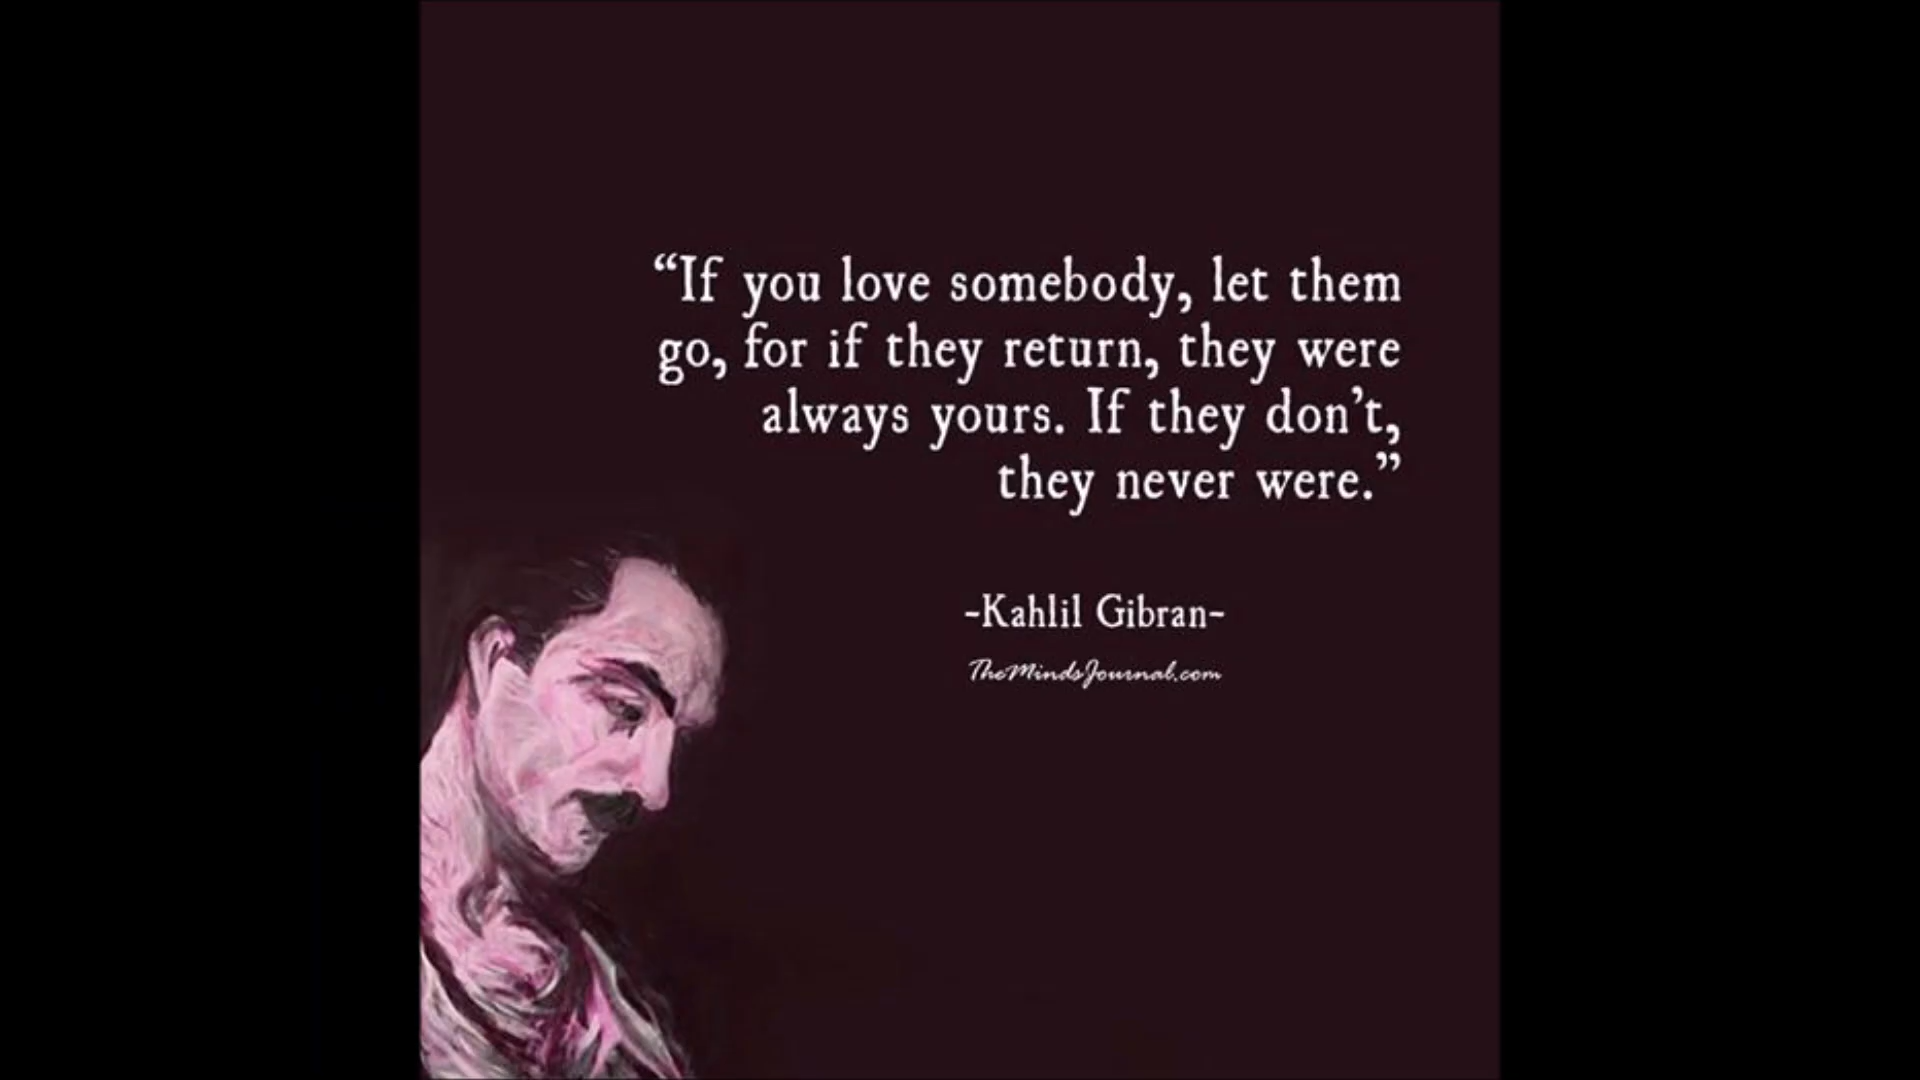 “If you love somebody, let them
go, for if they return, they were
always yours. If they don’t,
they never were.”
-Kahlil Gibran-
TheMindsJournal.com